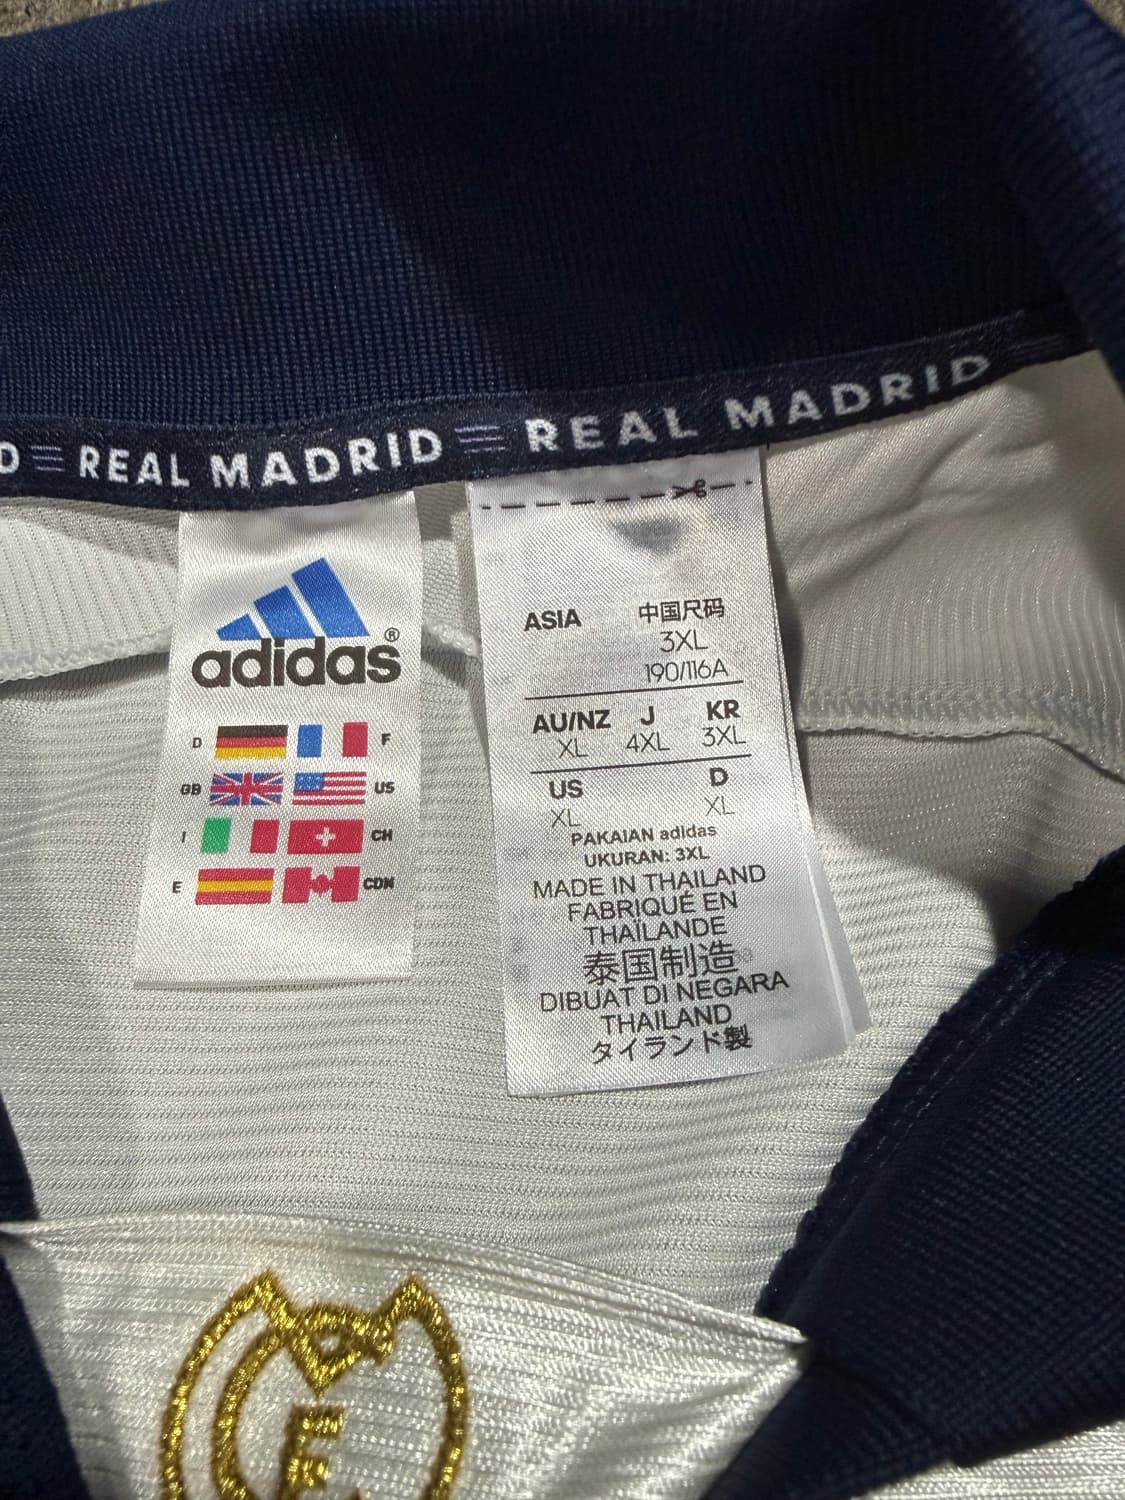 D REAL MADRID REAL MADRID
adidas®
D F
GB US
I CH
E CDN
ASIA 中国尺码
3XL
190/116A
AU/NZ J KR
XL 4XL 3XL
US D
XL XL
PAKAIAN adidas
UKURAN: 3XL
MADE IN THAILAND
FABRIQUÉ EN
THAÏLANDE
泰国制造
DIBUAT DI NEGARA
THAILAND
タイランド製